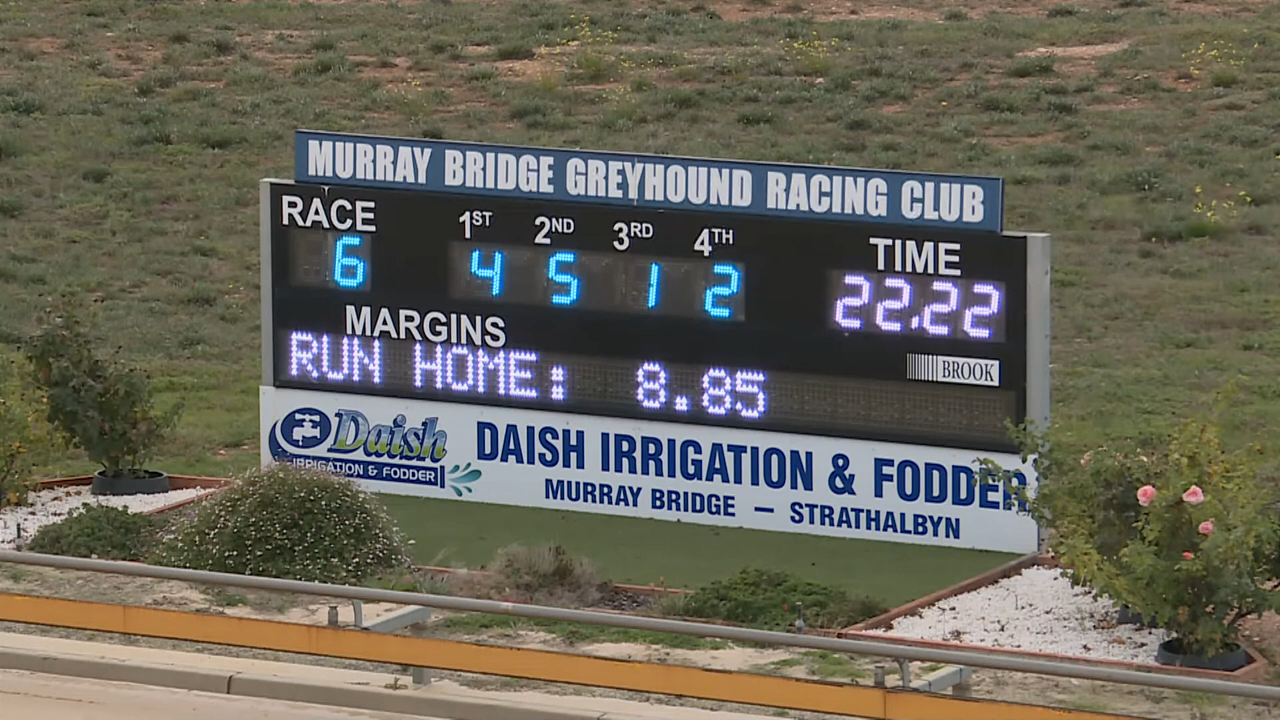 MURRAY BRIDGE GREYHOUND RACING CLUB
RACE 1ST 2ND 3RD 4TH TIME
6 4 5 1 2 22.22
MARGINS
RUN HOME: 8.85
BROOK
Daish
IRRIGATION & FODDER
DAISH IRRIGATION & FODDER
MURRAY BRIDGE – STRATHALBYN